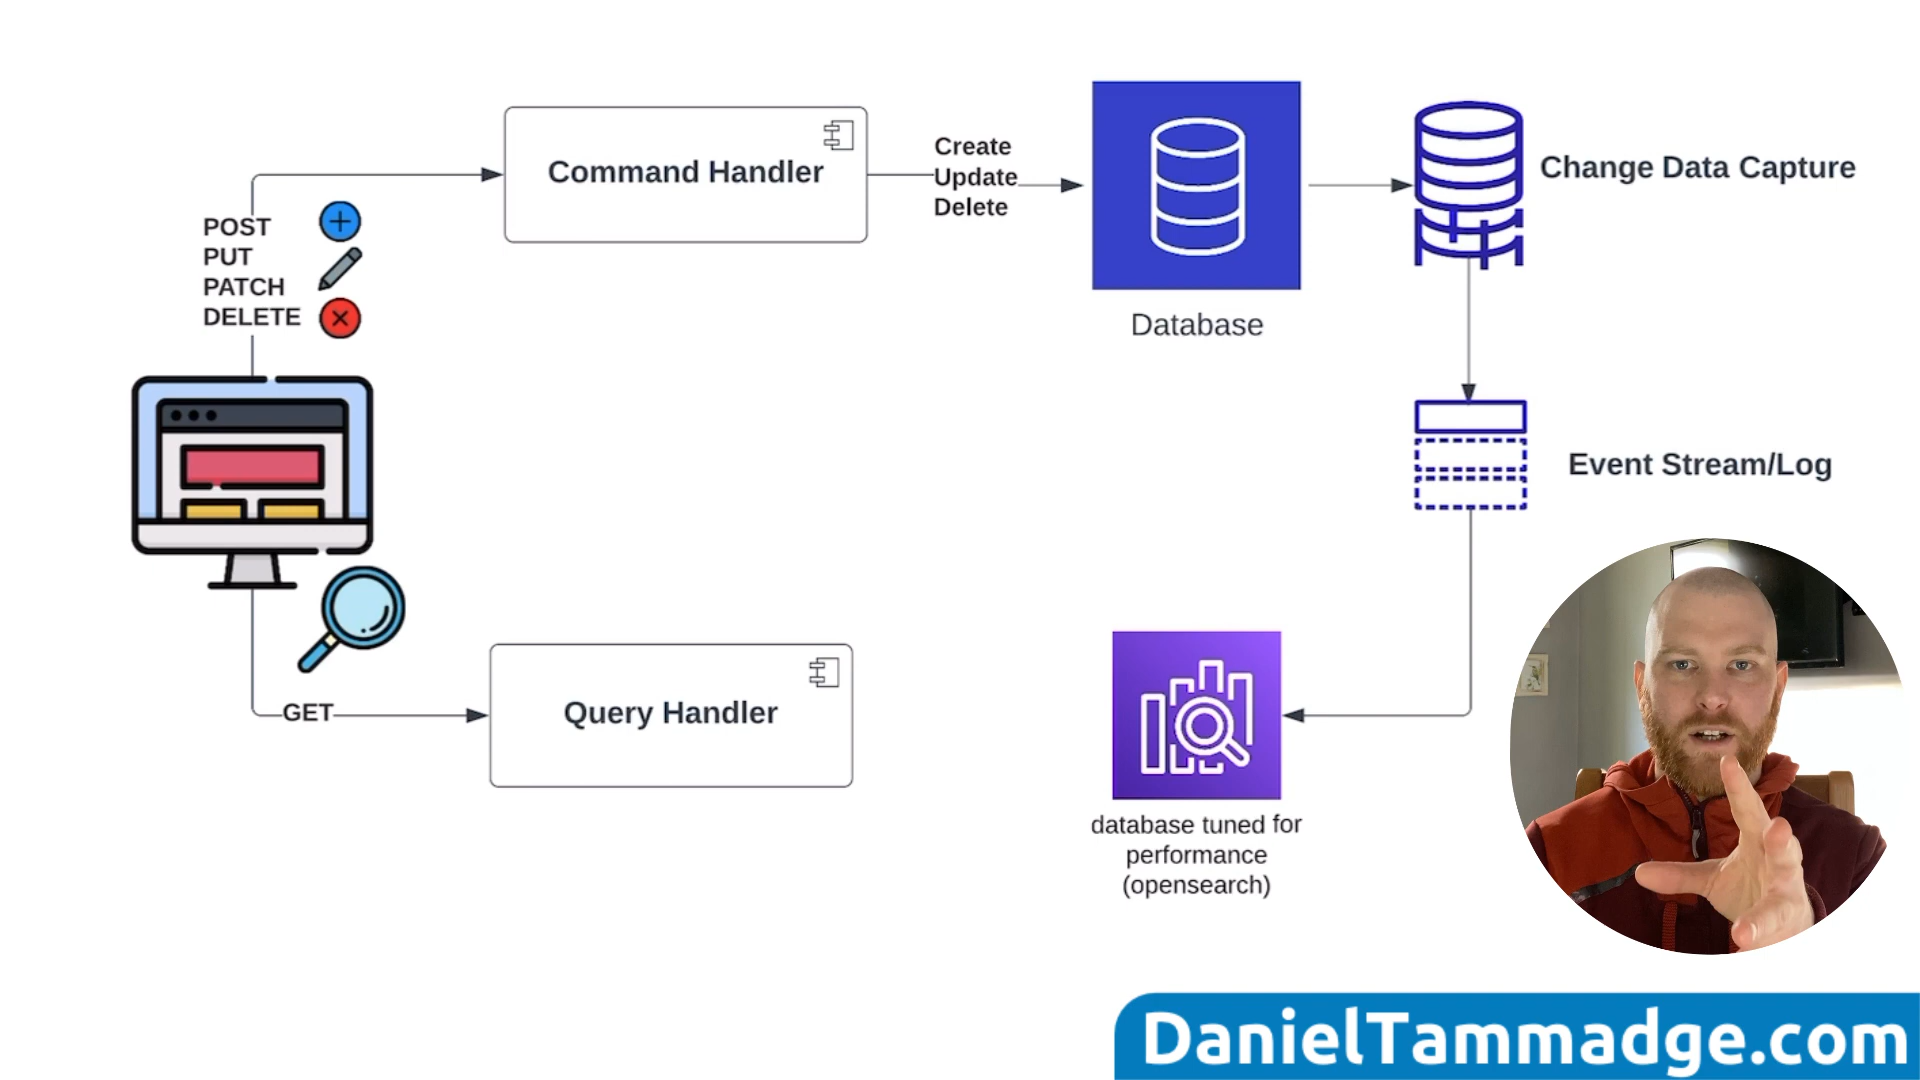 POST
PUT
PATCH
DELETE
Command Handler
Create
Update
Delete
Database
Change Data Capture
Event Stream/Log
GET
Query Handler
database tuned for
performance
(opensearch)
DanielTammadge.com